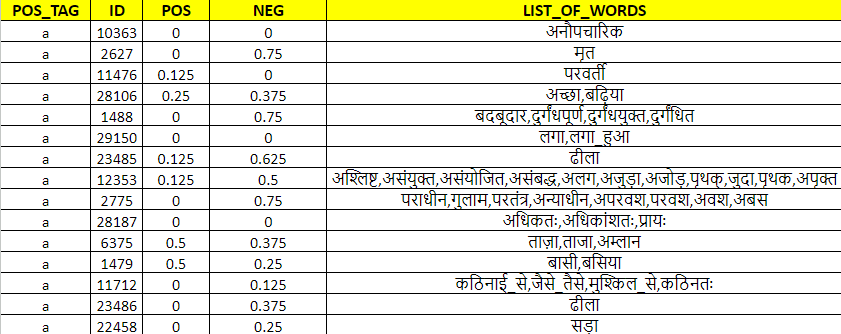 POS_TAG ID POS NEG LIST_OF_WORDS
a 10363 0 0 अनौपचारिक
a 2627 0 0.75 मृत
a 11476 0.125 0 परवर्ती
a 28106 0.25 0.375 अच्छा,बढ़िया
a 1488 0 0.75 बदबूदार,दुर्गंधपूर्ण,दुर्गंधयुक्त,दुर्गंधित
a 29150 0 0 लगा,लगा_हुआ
a 23485 0.125 0.625 ढीला
a 12353 0.125 0.5 अश्लिष्ट,असंयुक्त,असंयोजित,असंबद्ध,अलग,अजुड़ा,अजोड़,पृथक्,जुदा,पृथक,अपृक्त
a 2775 0 0.75 पराधीन,गुलाम,परतंत्र,अन्याधीन,अपरवश,परवश,अवश,अबस
a 28187 0 0 अधिकतः,अधिकांशतः,प्रायः
a 6375 0.5 0.375 ताज़ा,ताजा,अम्लान
a 1479 0.5 0.25 बासी,बसिया
a 11712 0 0.125 कठिनाई_से,जैसे_तैसे,मुश्किल_से,कठिनतः
a 23486 0 0.375 ढीला
a 22458 0 0.25 सड़ा